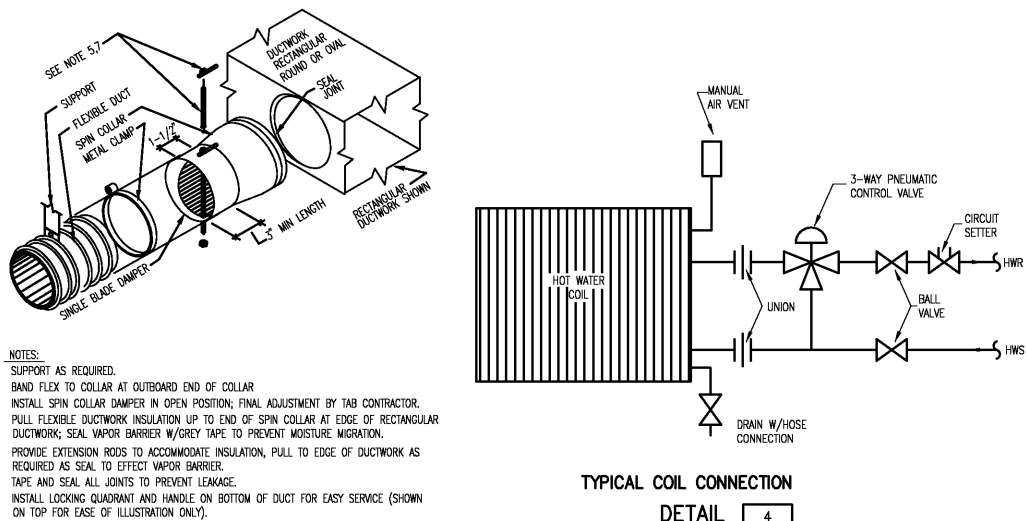 SEE NOTE 5,7
SUPPORT
FLEXIBLE DUCT
SPIN COLLAR
METAL CLAMP
1-1/2"
DUCTWORK
RECTANGULAR
ROUND OR OVAL
SEAL
JOINT
RECTANGULAR
DUCTWORK SHOWN
3" MIN LENGTH
SINGLE BLADE DAMPER
NOTES:
SUPPORT AS REQUIRED.
BAND FLEX TO COLLAR AT OUTBOARD END OF COLLAR
INSTALL SPIN COLLAR DAMPER IN OPEN POSITION; FINAL ADJUSTMENT BY TAB CONTRACTOR.
PULL FLEXIBLE DUCTWORK INSULATION UP TO END OF SPIN COLLAR AT EDGE OF RECTANGULAR
DUCTWORK; SEAL VAPOR BARRIER W/GREY TAPE TO PREVENT MOISTURE MIGRATION.
PROVIDE EXTENSION RODS TO ACCOMMODATE INSULATION, PULL TO EDGE OF DUCTWORK AS
REQUIRED AS SEAL TO EFFECT VAPOR BARRIER.
TAPE AND SEAL ALL JOINTS TO PREVENT LEAKAGE.
INSTALL LOCKING QUADRANT AND HANDLE ON BOTTOM OF DUCT FOR EASY SERVICE (SHOWN
ON TOP FOR EASE OF ILLUSTRATION ONLY).
MANUAL
AIR VENT
3-WAY PNEUMATIC
CONTROL VALVE
CIRCUIT
SETTER
HWR
HOT WATER
COIL
UNION
BALL
VALVE
HWS
DRAIN W/HOSE
CONNECTION
TYPICAL COIL CONNECTION
DETAIL 4